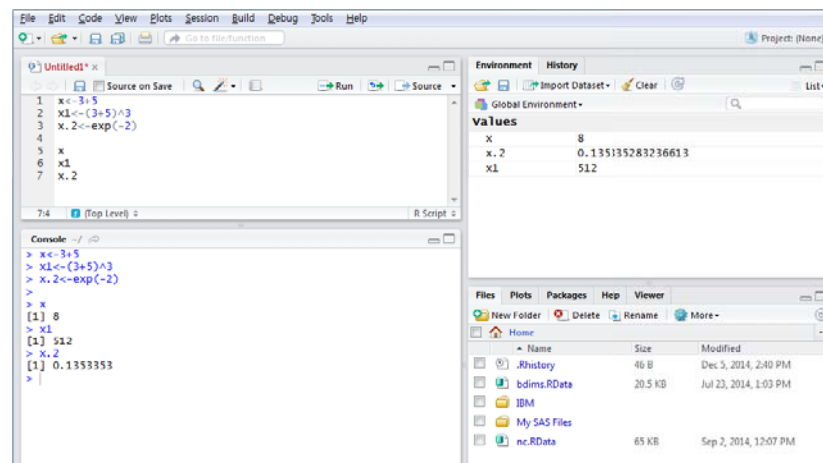 File Edit Code View Plots Session Build Debug Tools Help
Go to file/function
Project: (None)
Untitled1* ×
Source on Save
Run
Source
1 x<-3+5
2 x1<-(3+5)^3
3 x.2<-exp(-2)
4
5 x
6 x1
7 x.2
7:4 (Top Level) R Script
Console ~/
> x<-3+5
> x1<-(3+5)^3
> x.2<-exp(-2)
>
> x
[1] 8
> x1
[1] 512
> x.2
[1] 0.1353353
>
Environment History
Import Dataset Clear List
Global Environment
Values
x 8
x.2 0.135335283236613
x1 512
Files Plots Packages Hep Viewer
New Folder Delete Rename More
Home
Name Size Modified
.Rhistory 46 B Dec 5, 2014, 2:40 PM
bdims.RData 20.5 KB Jul 23, 2014, 1:03 PM
IBM
My SAS Files
nc.RData 65 KB Sep 2, 2014, 12:07 PM